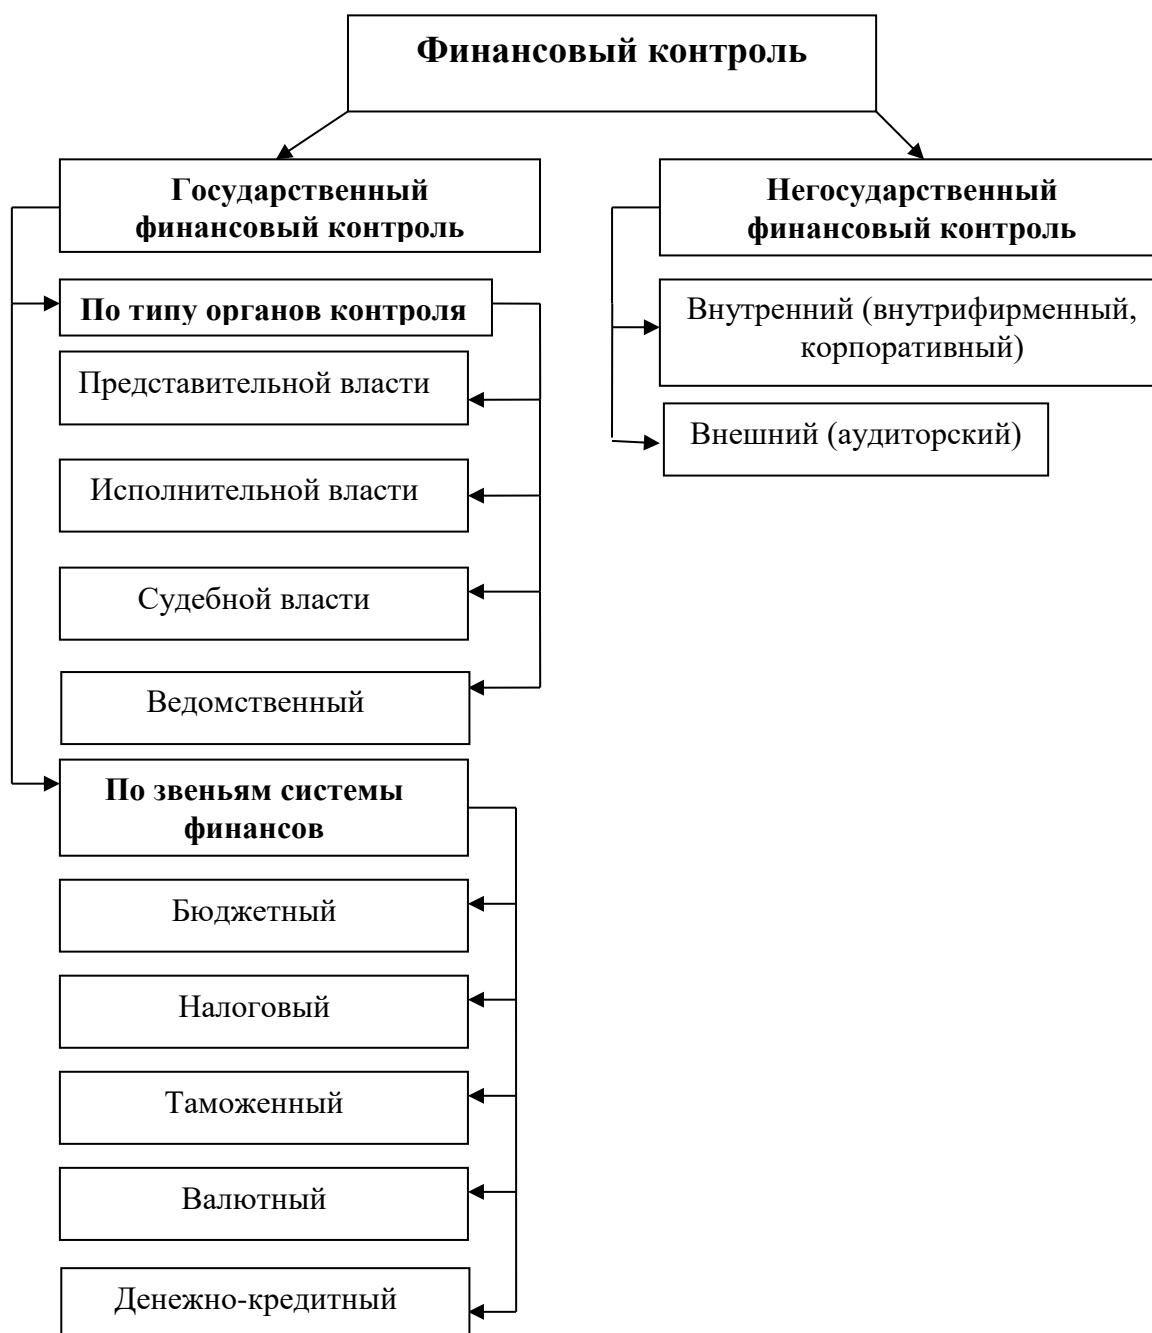 Финансовый контроль
Государственный
финансовый контроль
По типу органов контроля
Представительной власти
Исполнительной власти
Судебной власти
Ведомственный
По звеньям системы
финансов
Бюджетный
Налоговый
Таможенный
Валютный
Денежно-кредитный
Негосударственный
финансовый контроль
Внутренний (внутрифирменный,
корпоративный)
Внешний (аудиторский)